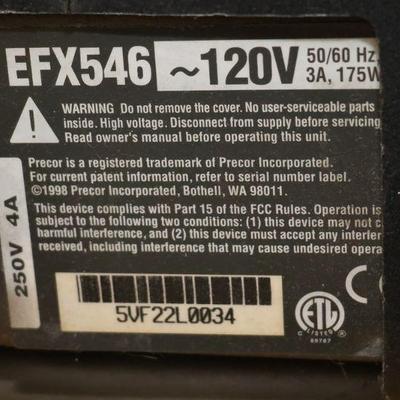 EFX546 ~120V 50/60 Hz,
3A, 175W
WARNING Do not remove the cover. No user-serviceable parts
inside. High voltage. Disconnect from supply before servicing.
Read owner's manual before operating this unit.
Precor is a registered trademark of Precor Incorporated.
For current patent information, refer to serial number label.
©1998 Precor Incorporated, Bothell, WA 98011.
This device complies with Part 15 of the FCC Rules. Operation is
subject to the following two conditions: (1) this device may not c
harmful interference, and (2) this device must accept any interfer
received, including interference that may cause undesired operat
250V 4A
5VF22L0034
ETL
C LISTED